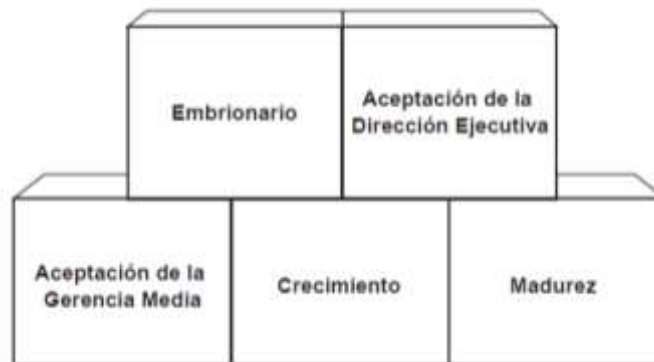 Embrionario
Aceptación de la
Dirección Ejecutiva
Aceptación de la
Gerencia Media
Crecimiento
Madurez